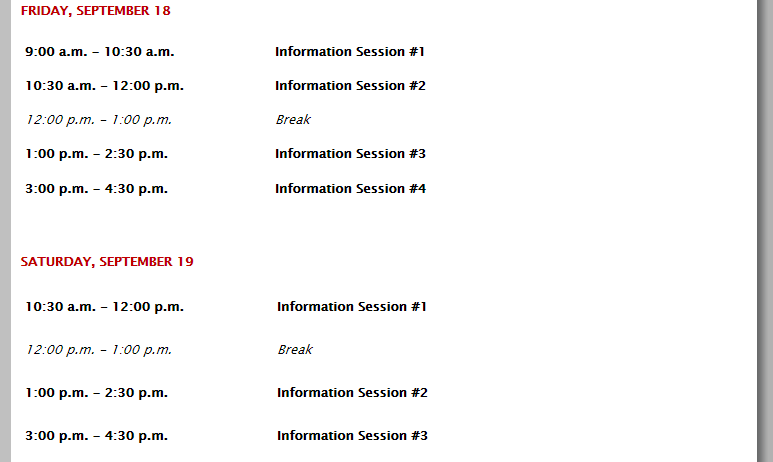 FRIDAY, SEPTEMBER 18
9:00 a.m. – 10:30 a.m. Information Session #1
10:30 a.m. – 12:00 p.m. Information Session #2
12:00 p.m. – 1:00 p.m. Break
1:00 p.m. – 2:30 p.m. Information Session #3
3:00 p.m. – 4:30 p.m. Information Session #4
SATURDAY, SEPTEMBER 19
10:30 a.m. – 12:00 p.m. Information Session #1
12:00 p.m. – 1:00 p.m. Break
1:00 p.m. – 2:30 p.m. Information Session #2
3:00 p.m. – 4:30 p.m. Information Session #3